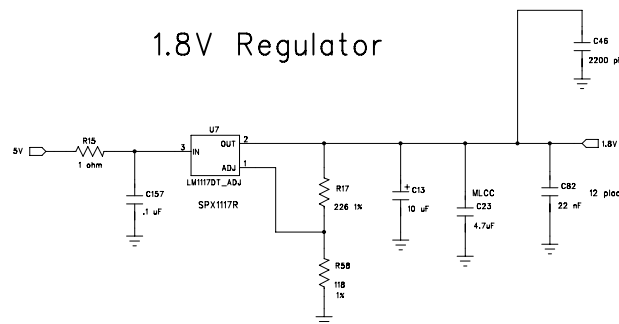 1.8V Regulator
C46
2200 p
U7
R15
5V
1 ohm
3
IN
OUT
2
ADJ
1
1.8V
C157
.1 uF
LM1117DT_ADJ
SPX1117R
R17
226 1%
+
C13
10 uF
MLCC
C23
4.7uF
C82
22 nF
12 plac
R58
118
1%